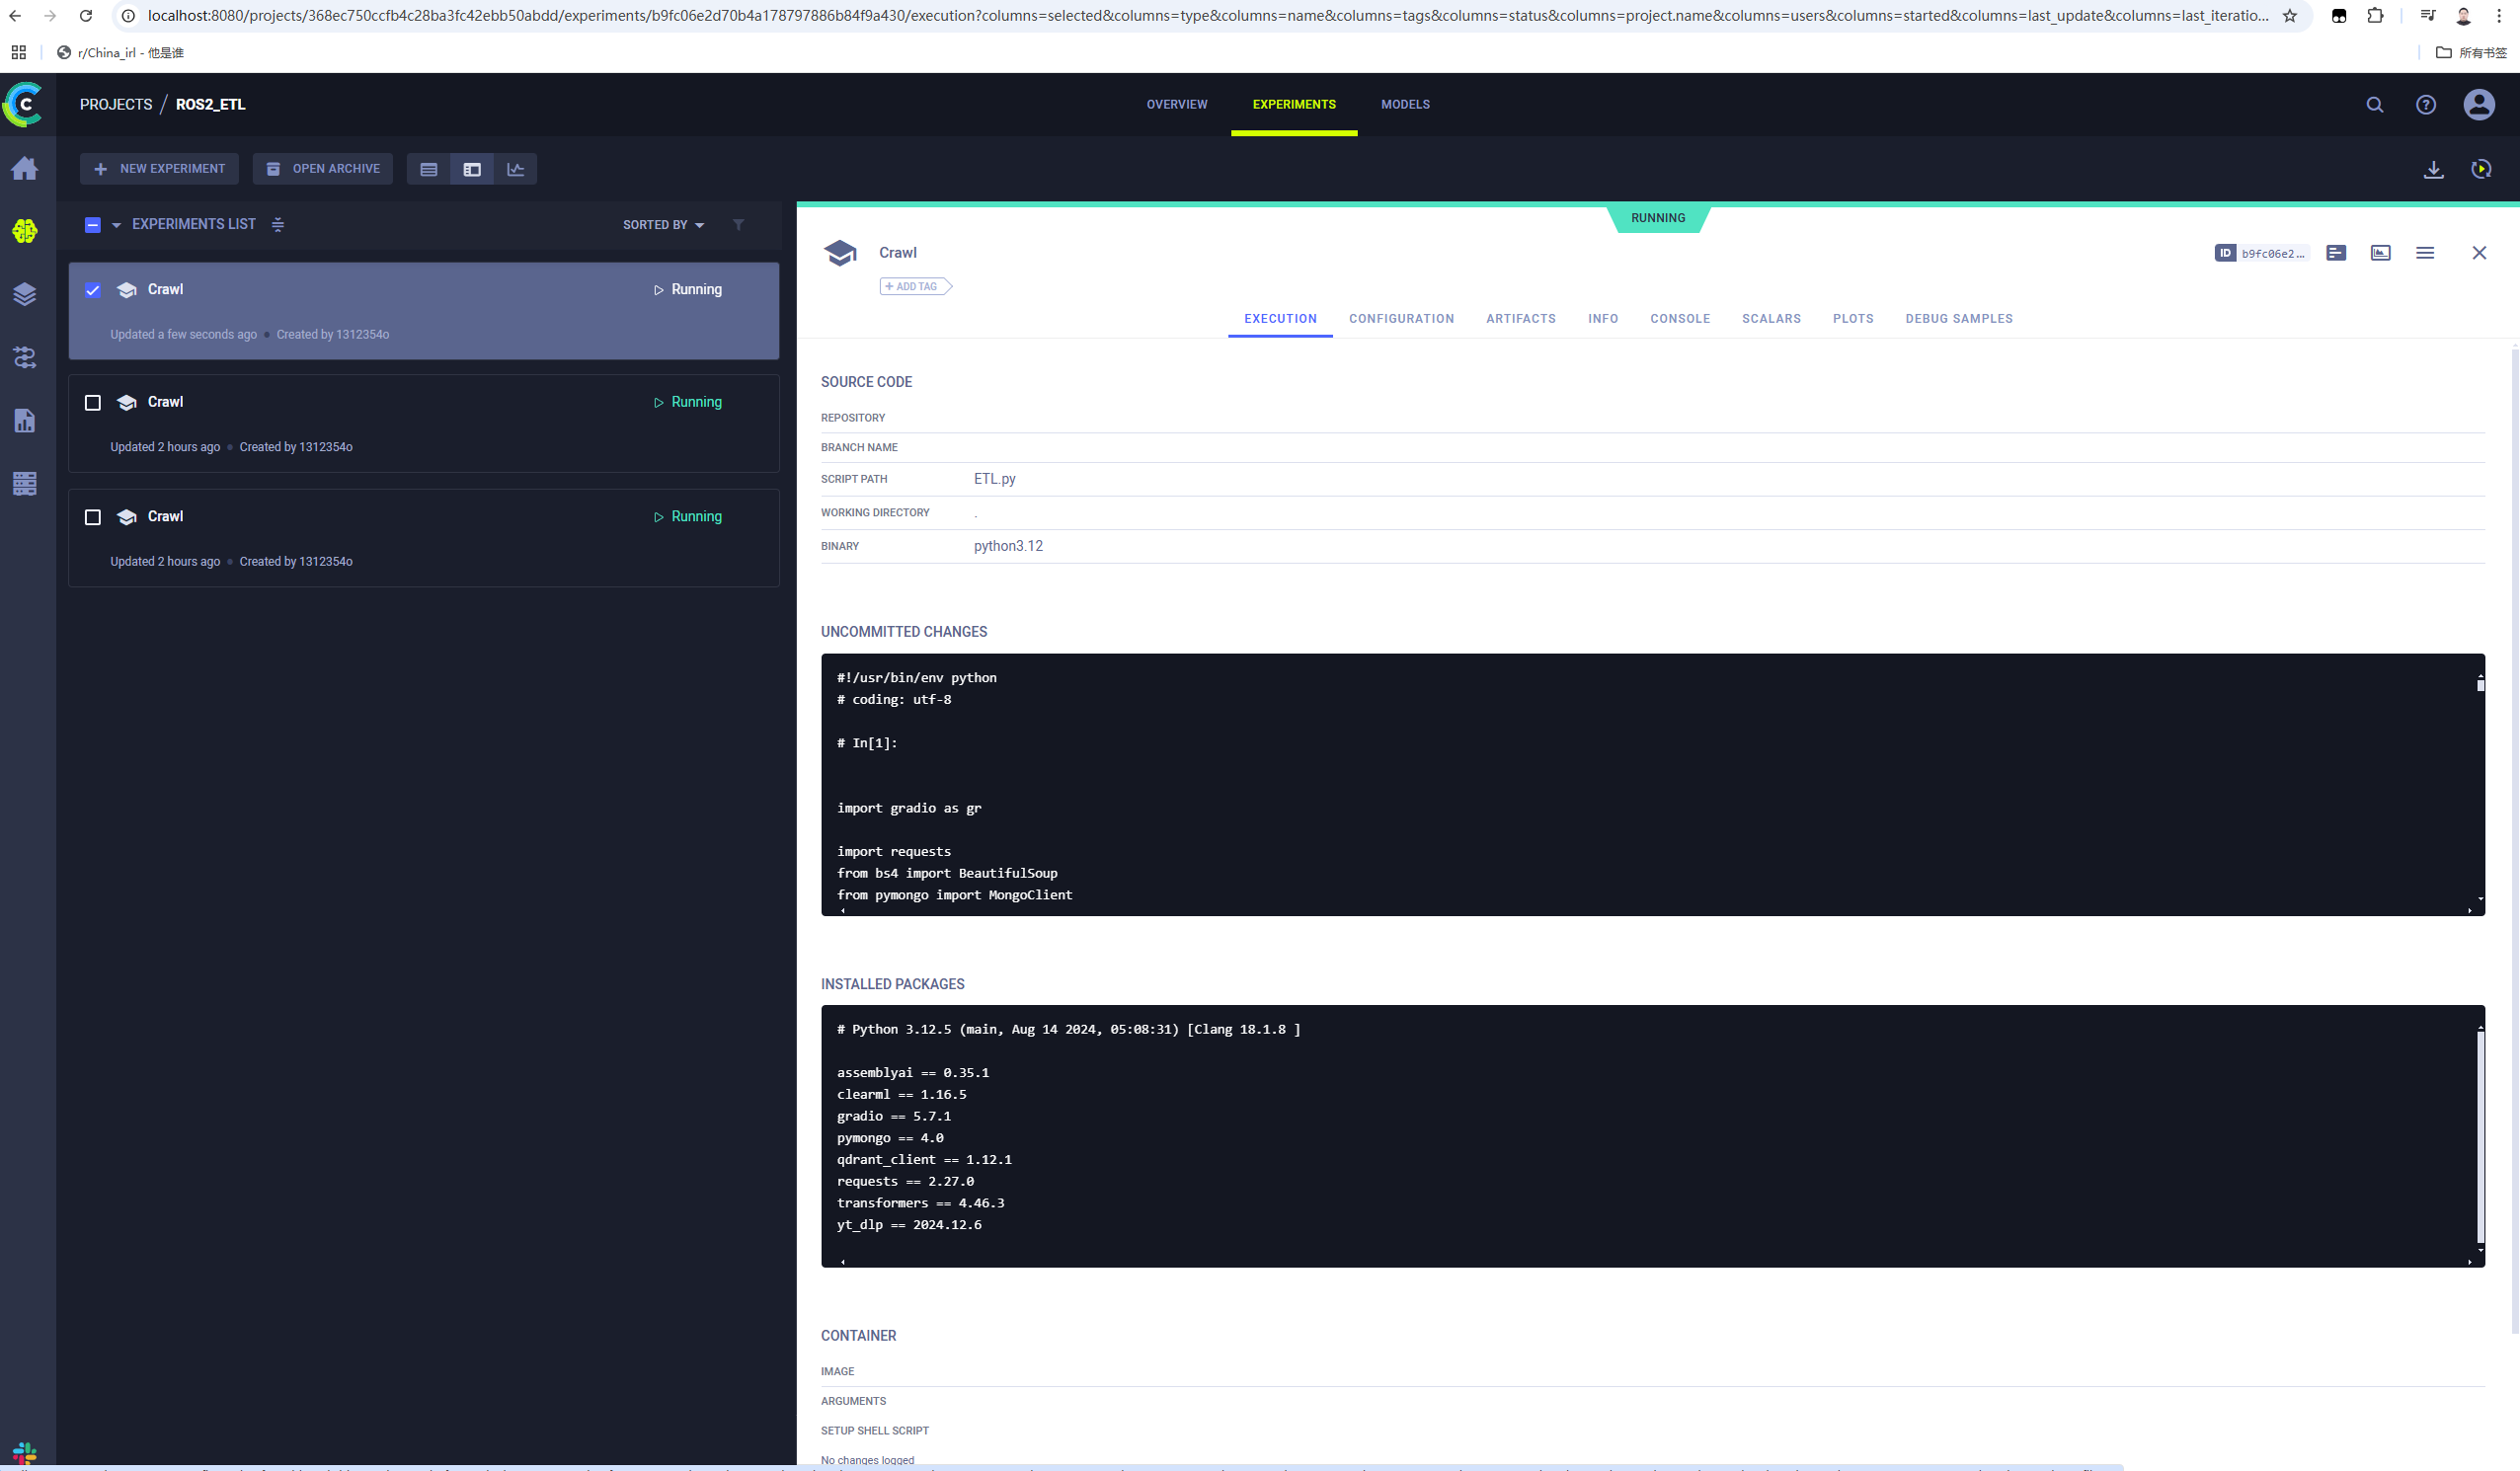 localhost:8080/projects/368ec750ccfb4c28ba3fc42ebb50abdd/experiments/b9fc06e2d70b4a178797886b84f9a430/execution?columns=selected&columns=type&columns=name&columns=tags&columns=status&columns=project.name&columns=users&columns=started&columns=last_update&columns=last_iteratio...
r/China_irl - 他是誰
所有书签
PROJECTS / ROS2_ETL
OVERVIEW
EXPERIMENTS
MODELS
NEW EXPERIMENT
OPEN ARCHIVE
EXPERIMENTS LIST
SORTED BY
Crawl
Running
Updated a few seconds ago
Created by 1312354o
Crawl
Running
Updated 2 hours ago
Created by 1312354o
Crawl
Running
Updated 2 hours ago
Created by 1312354o
RUNNING
Crawl
ID b9fc06e2...
+ ADD TAG
EXECUTION
CONFIGURATION
ARTIFACTS
INFO
CONSOLE
SCALARS
PLOTS
DEBUG SAMPLES
SOURCE CODE
REPOSITORY
BRANCH NAME
SCRIPT PATH ETL.py
WORKING DIRECTORY .
BINARY python3.12
UNCOMMITTED CHANGES
#!/usr/bin/env python
# coding: utf-8
# In[1]:
import gradio as gr
import requests
from bs4 import BeautifulSoup
from pymongo import MongoClient
INSTALLED PACKAGES
# Python 3.12.5 (main, Aug 14 2024, 05:08:31) [Clang 18.1.8 ]
assemblyai == 0.35.1
clearml == 1.16.5
gradio == 5.7.1
pymongo == 4.0
qdrant_client == 1.12.1
requests == 2.27.0
transformers == 4.46.3
yt_dlp == 2024.12.6
CONTAINER
IMAGE
ARGUMENTS
SETUP SHELL SCRIPT
No changes logged